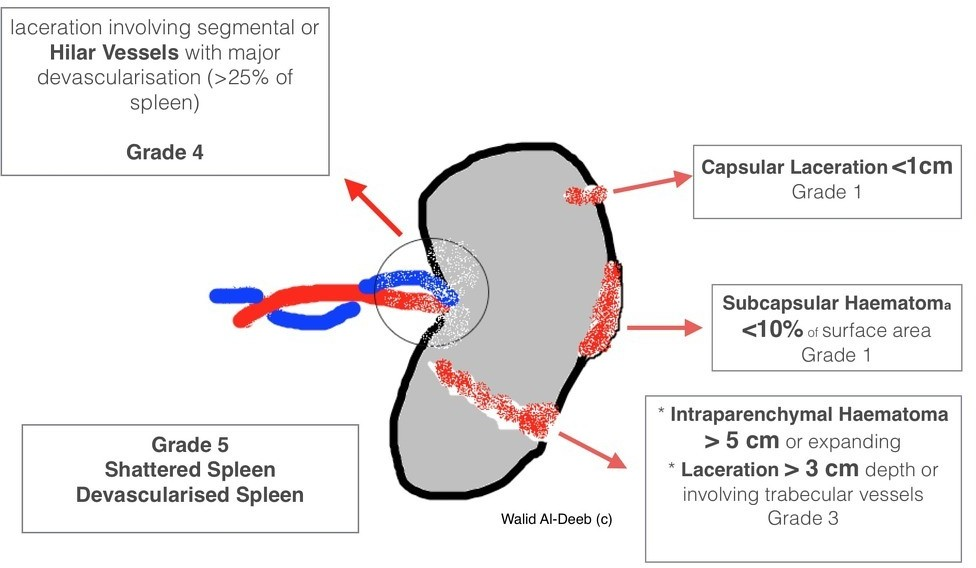 laceration involving segmental or
Hilar Vessels with major
devascularisation (>25% of
spleen)
Grade 4
Capsular Laceration <1cm
Grade 1
Subcapsular Haematoma
<10% of surface area
Grade 1
* Intraparenchymal Haematoma
> 5 cm or expanding
* Laceration > 3 cm depth or
involving trabecular vessels
Grade 3
Grade 5
Shattered Spleen
Devascularised Spleen
Walid Al-Deeb (c)